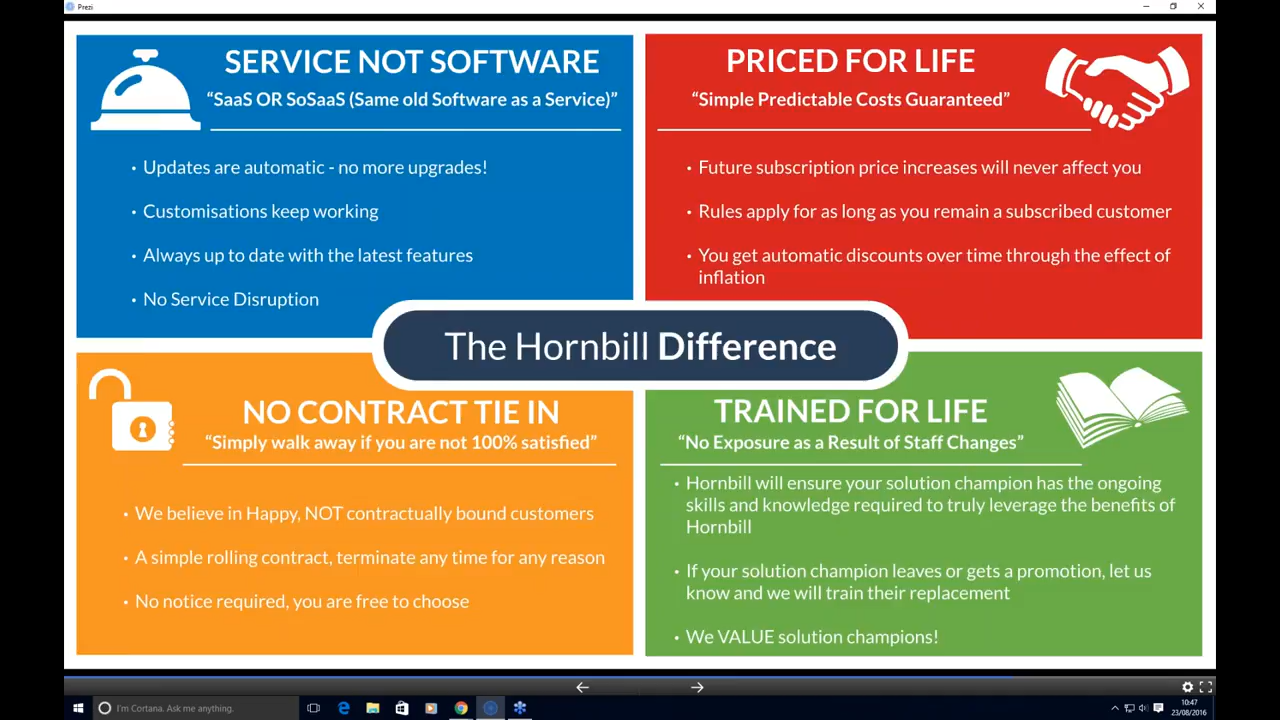 Prezi
SERVICE NOT SOFTWARE
“SaaS OR SoSaaS (Same old Software as a Service)”
• Updates are automatic - no more upgrades!
• Customisations keep working
• Always up to date with the latest features
• No Service Disruption
PRICED FOR LIFE
“Simple Predictable Costs Guaranteed”
• Future subscription price increases will never affect you
• Rules apply for as long as you remain a subscribed customer
• You get automatic discounts over time through the effect of
inflation
The Hornbill Difference
NO CONTRACT TIE IN
“Simply walk away if you are not 100% satisfied”
• We believe in Happy, NOT contractually bound customers
• A simple rolling contract, terminate any time for any reason
• No notice required, you are free to choose
TRAINED FOR LIFE
“No Exposure as a Result of Staff Changes”
• Hornbill will ensure your solution champion has the ongoing
skills and knowledge required to truly leverage the benefits of
Hornbill
• If your solution champion leaves or gets a promotion, let us
know and we will train their replacement
• We VALUE solution champions!
I'm Cortana. Ask me anything.
10:47
23/08/2016